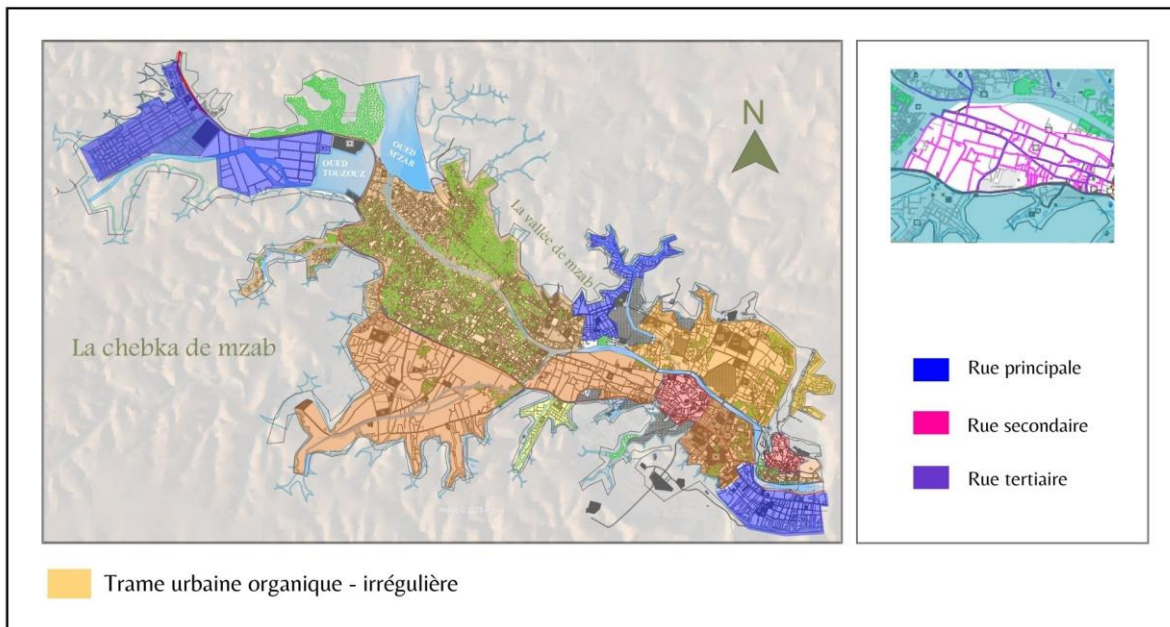 OUED
M'ZAB
OUED
TOUZOUZ
N
La vallée de mzab
La chebka de mzab
Rue principale
Rue secondaire
Rue tertiaire
Trame urbaine organique - irrégulière